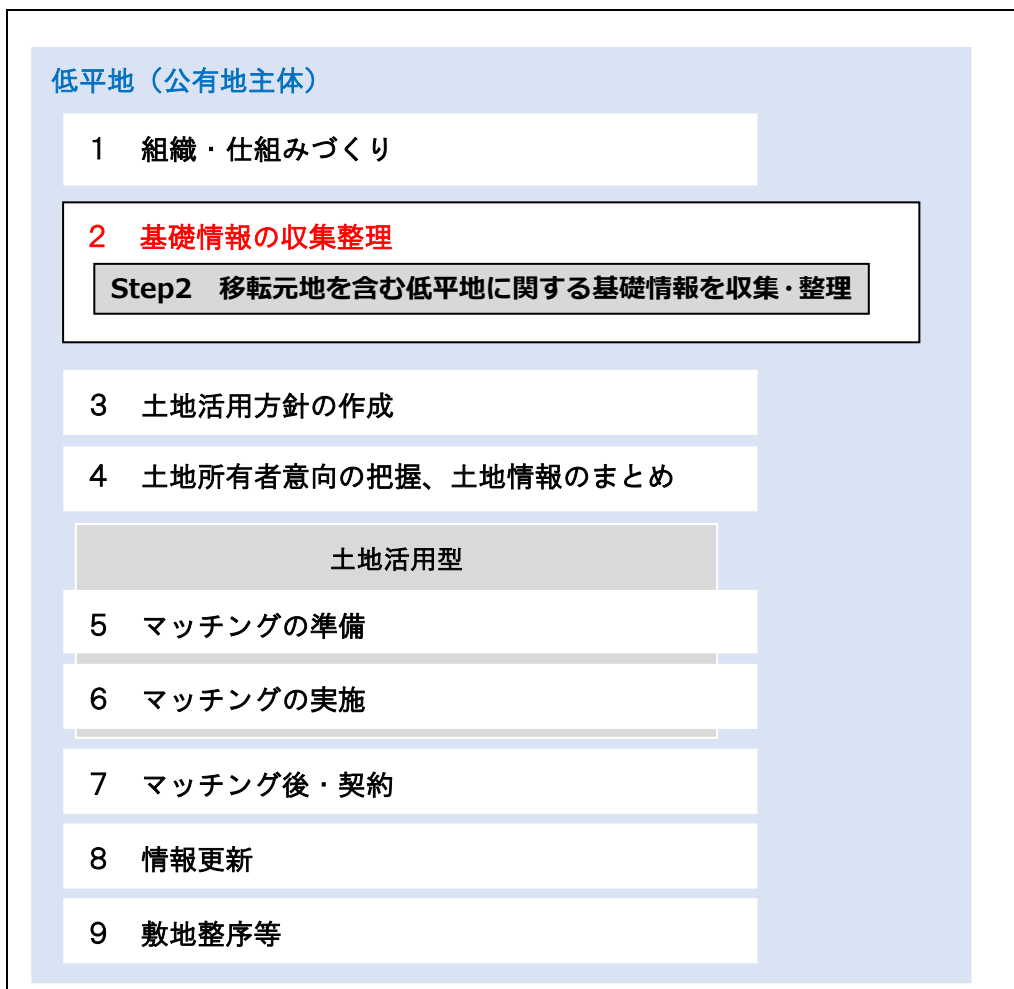 低平地（公有地主体）
１　組織・仕組みづくり
２　基礎情報の収集整理
Step2　移転元地を含む低平地に関する基礎情報を収集・整理
３　土地活用方針の作成
４　土地所有者意向の把握、土地情報のまとめ
土地活用型
５　マッチングの準備
６　マッチングの実施
７　マッチング後・契約
８　情報更新
９　敷地整序等